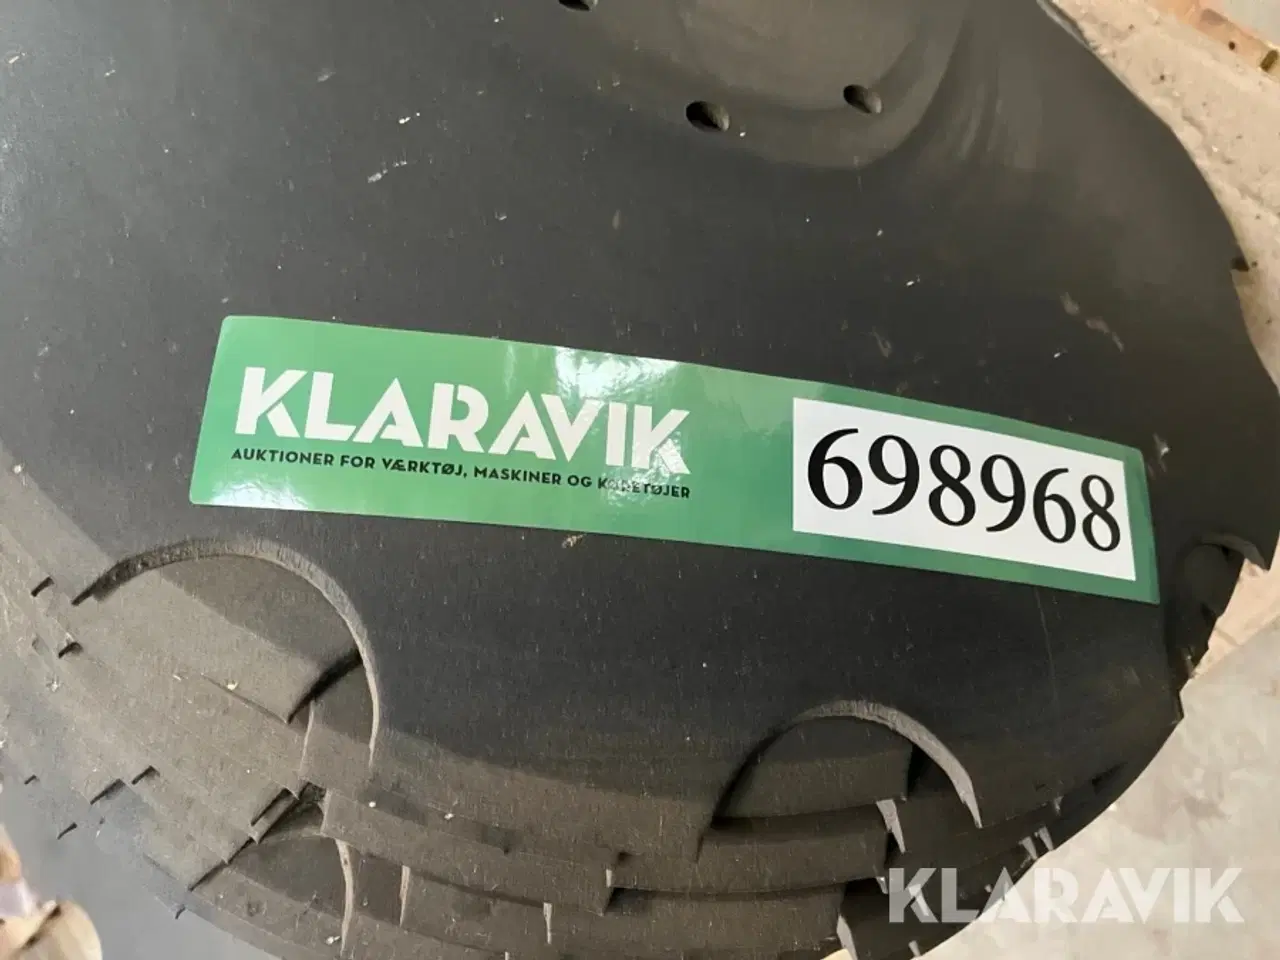 KLARAVIK
AUKTIONER FOR VÆRKTØJ, MASKINER OG KØRETØJER
698968
KLARAVIK